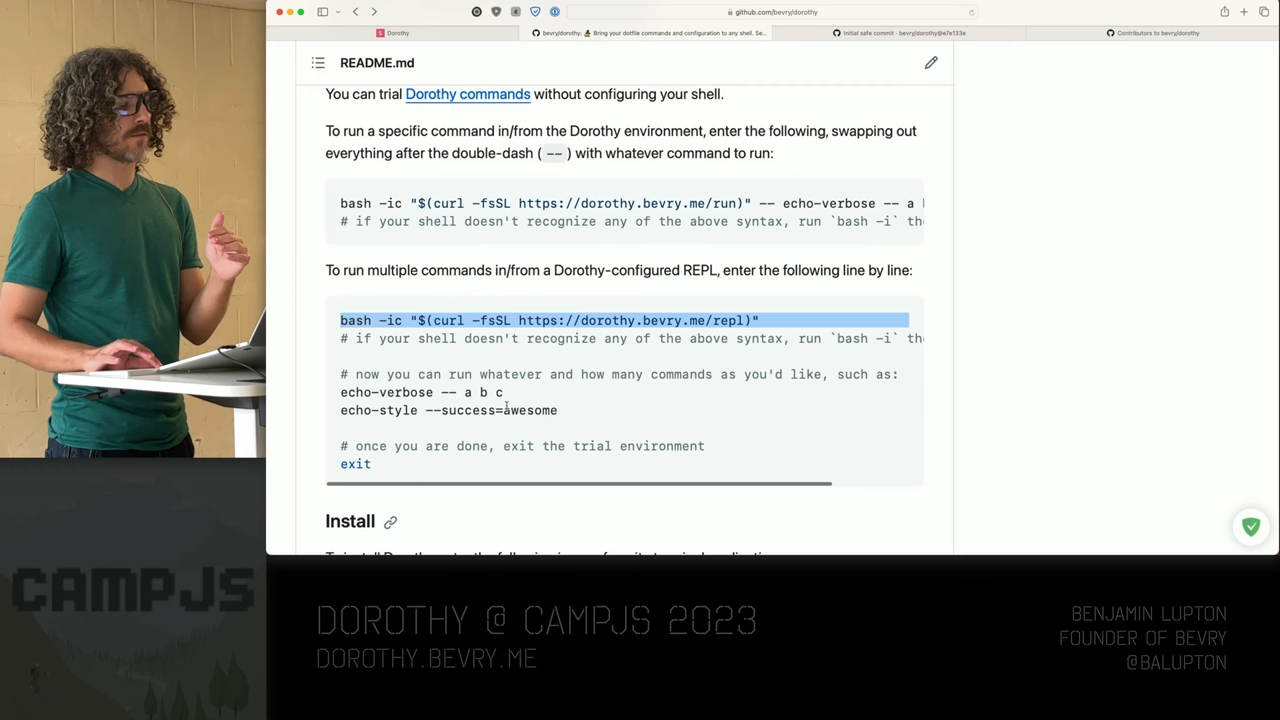 github.com/bevry/dorothy
Dorothy
bevry/dorothy: Bring your dotfile commands and configuration to any shell. Se...
Initial safe commit · bevry/dorothy@e7e133e
Contributors to bevry/dorothy
README.md
You can trial Dorothy commands without configuring your shell.
To run a specific command in/from the Dorothy environment, enter the following, swapping out
everything after the double-dash ( -- ) with whatever command to run:
bash -ic "$(curl -fsSL https://dorothy.bevry.me/run)" -- echo-verbose -- a
# if your shell doesn't recognize any of the above syntax, run `bash -i` the
To run multiple commands in/from a Dorothy-configured REPL, enter the following line by line:
bash -ic "$(curl -fsSL https://dorothy.bevry.me/repl)"
# if your shell doesn't recognize any of the above syntax, run `bash -i` the
# now you can run whatever and how many commands as you'd like, such as:
echo-verbose -- a b c
echo-style --success=awesome
# once you are done, exit the trial environment
exit
Install
CAMPJS
DOROTHY @ CAMPJS 2023
DOROTHY.BEVRY.ME
BENJAMIN LUPTON
FOUNDER OF BEVRY
@BALUPTON